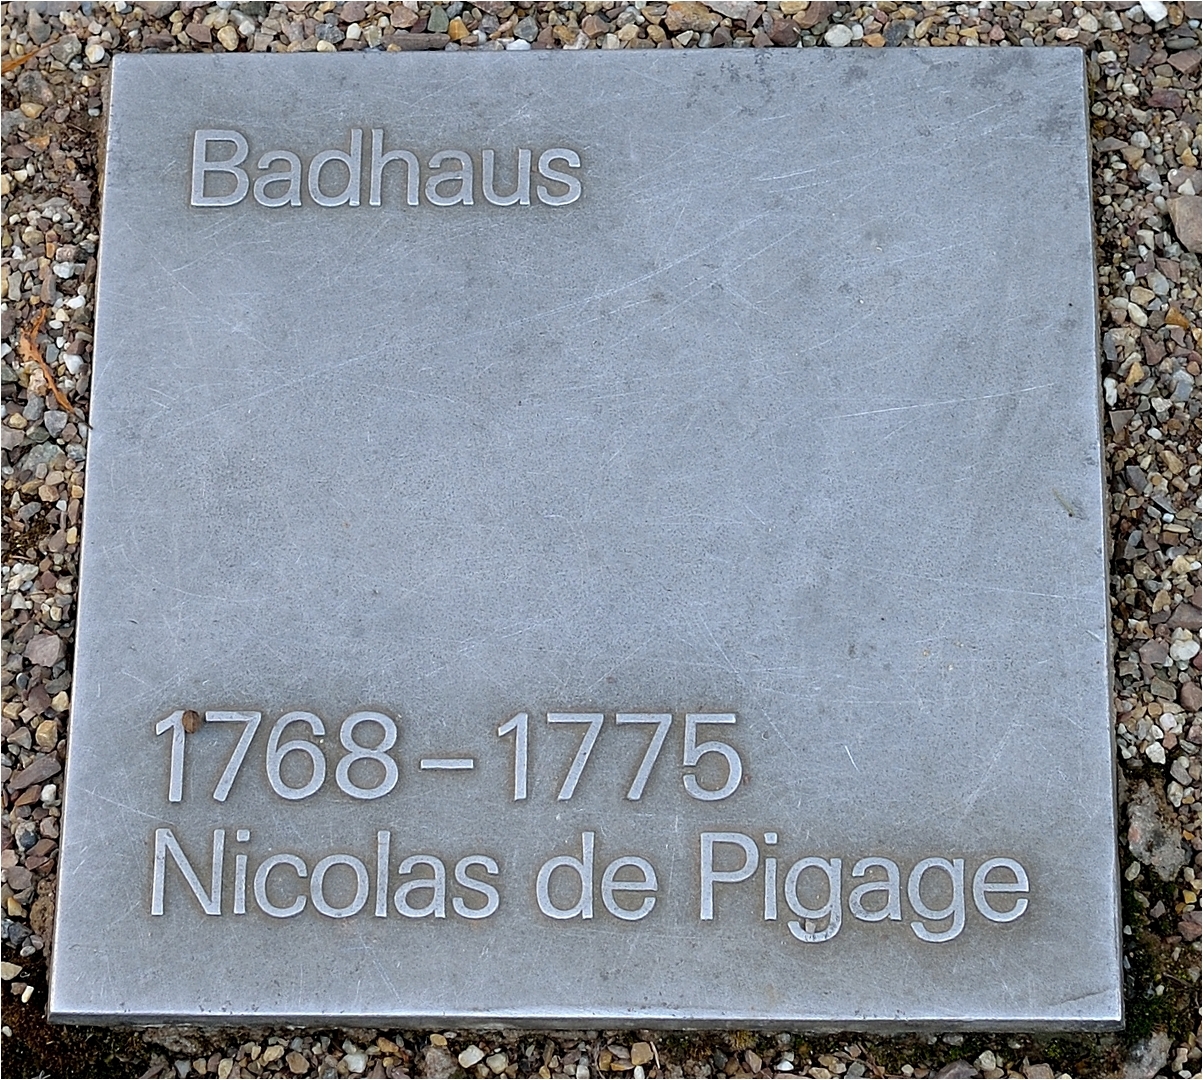 Badhaus
1768 – 1775
Nicolas de Pigage